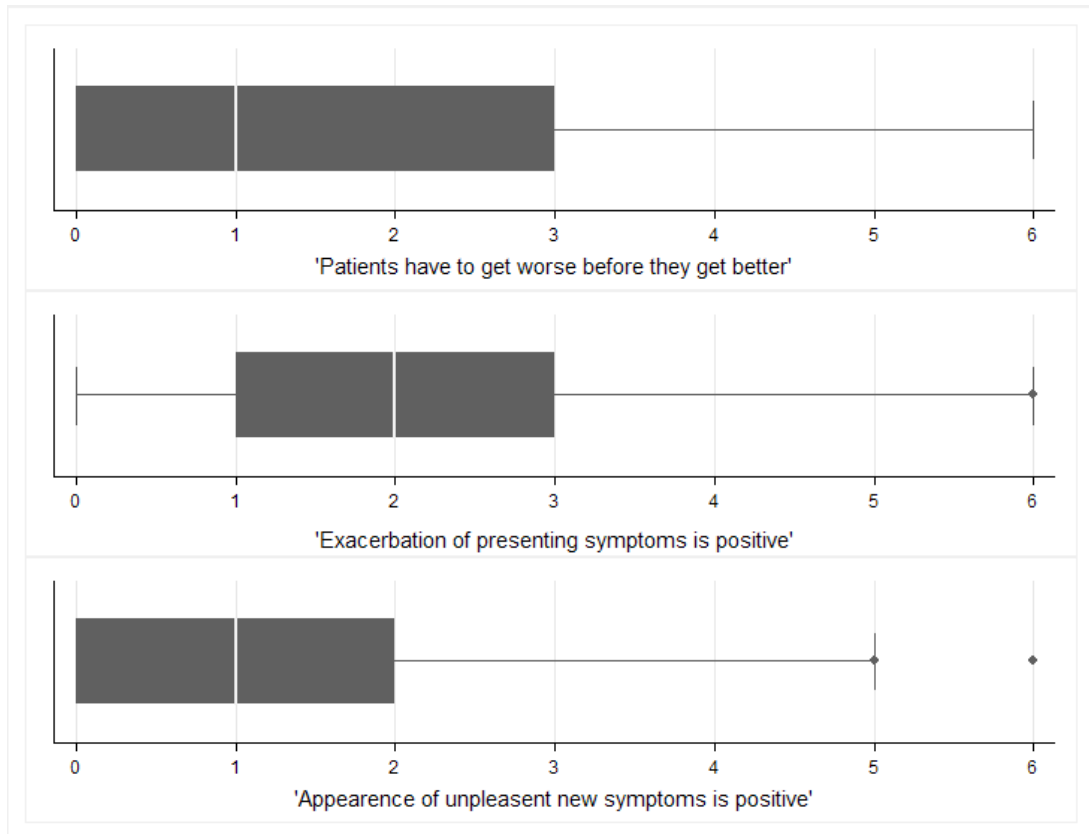 0 1 2 3 4 5 6
'Patients have to get worse before they get better'
0 1 2 3 4 5 6
'Exacerbation of presenting symptoms is positive'
0 1 2 3 4 5 6
'Appearence of unpleasent new symptoms is positive'